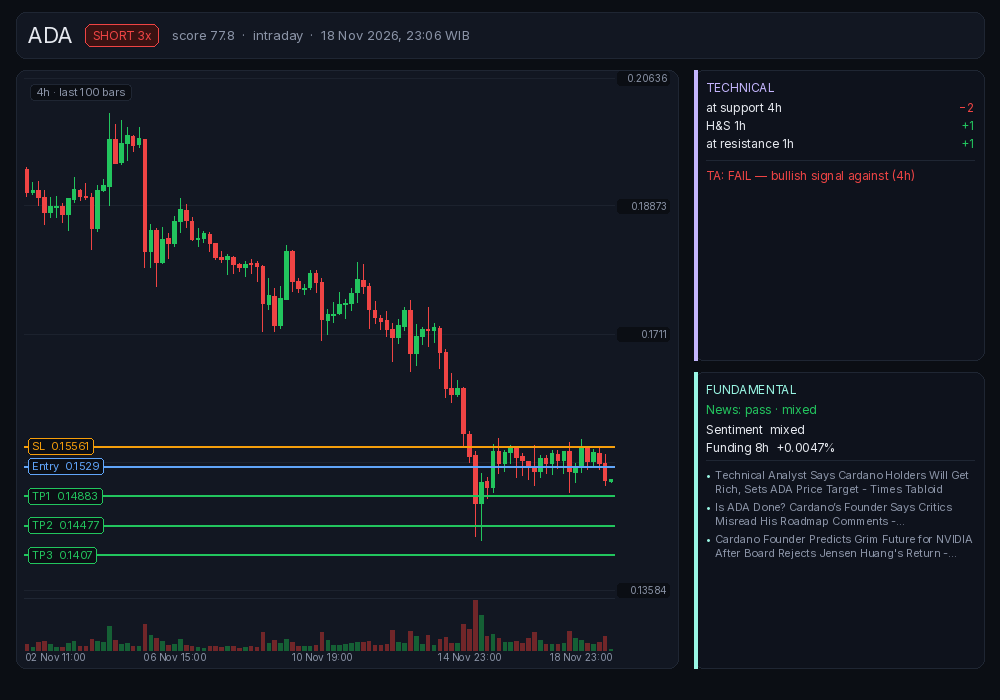 ADA SHORT 3x score 77.8 · intraday · 18 Nov 2026, 23:06 WIB
4h · last 100 bars
0.20636
0.18873
0.1711
SL 0.15561
Entry 0.1529
TP1 0.14883
TP2 0.14477
TP3 0.1407
0.13584
02 Nov 11:00 06 Nov 15:00 10 Nov 19:00 14 Nov 23:00 18 Nov 23:00
TECHNICAL
at support 4h −2
H&S 1h +1
at resistance 1h +1
TA: FAIL — bullish signal against (4h)
FUNDAMENTAL
News: pass · mixed
Sentiment mixed
Funding 8h +0.0047%
• Technical Analyst Says Cardano Holders Will Get
Rich, Sets ADA Price Target - Times Tabloid
• Is ADA Done? Cardano's Founder Says Critics
Misread His Roadmap Comments -...
• Cardano Founder Predicts Grim Future for NVIDIA
After Board Rejects Jensen Huang's Return -...